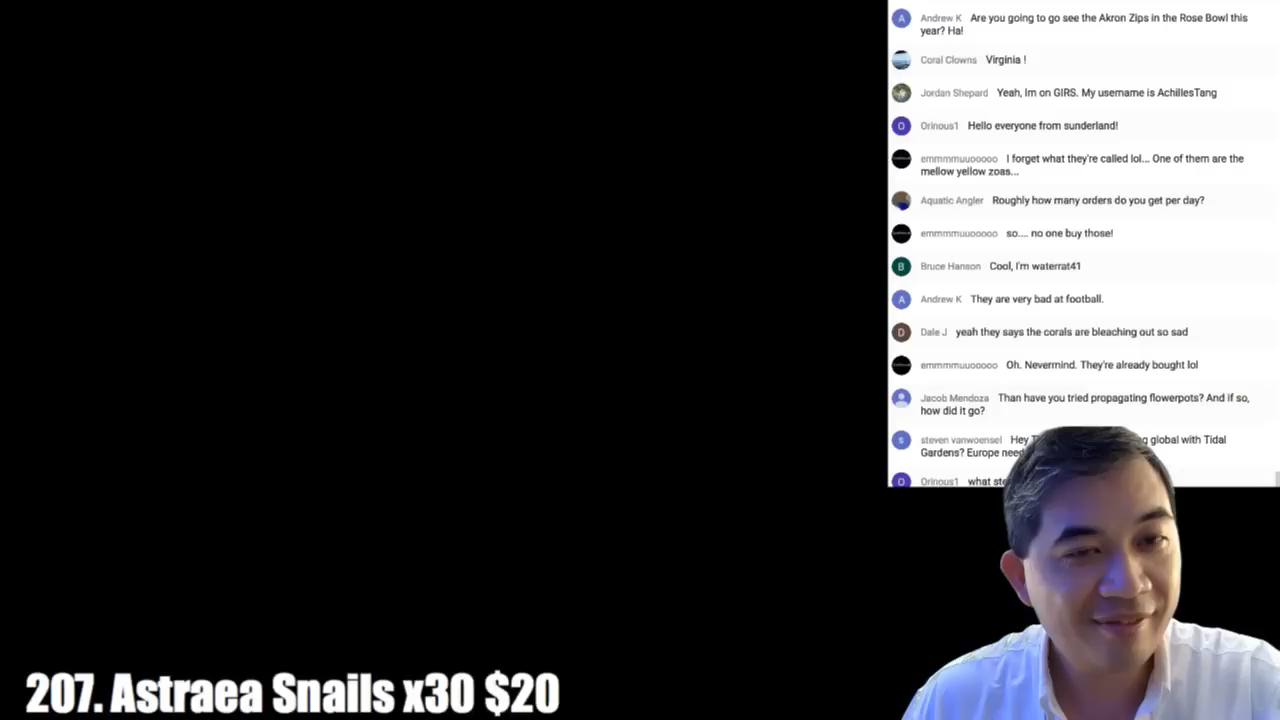 Andrew K Are you going to go see the Akron Zips in the Rose Bowl this
year? Ha!
Coral Clowns Virginia !
Jordan Shepard Yeah, Im on GIRS. My username is AchillesTang
Orinous1 Hello everyone from sunderland!
emmmmuuooooo I forget what they're called lol... One of them are the
mellow yellow zoas...
Aquatic Angler Roughly how many orders do you get per day?
emmmmuuooooo so.... no one buy those!
Bruce Hanson Cool, I'm waterrat41
Andrew K They are very bad at football.
Dale J yeah they says the corals are bleaching out so sad
emmmmuuooooo Oh. Nevermind. They're already bought lol
Jacob Mendoza Than have you tried propagating flowerpots? And if so,
how did it go?
steven vanwoensel Hey global with Tidal
Gardens? Europe need
Orinous1 what
207. Astraea Snails x30 $20